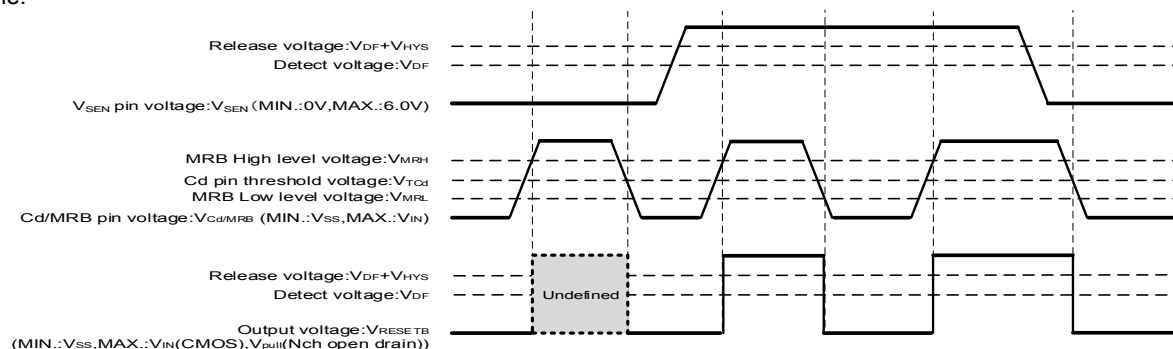 Release voltage:VDF+VHYS
Detect voltage:VDF
VSEN pin voltage:VSEN(MIN.:0V,MAX.:6.0V)
MRB High level voltage:VMRH
Cd pin threshold voltage:VTCd
MRB Low level voltage:VMRL
Cd/MRB pin voltage:VCd/MRB (MIN.:VSS,MAX.:VIN)
Release voltage:VDF+VHYS
Detect voltage:VDF
Undefined
Output voltage:VRESETB
(MIN.:VSS,MAX.:VIN(CMOS),Vpull(Nch open drain))